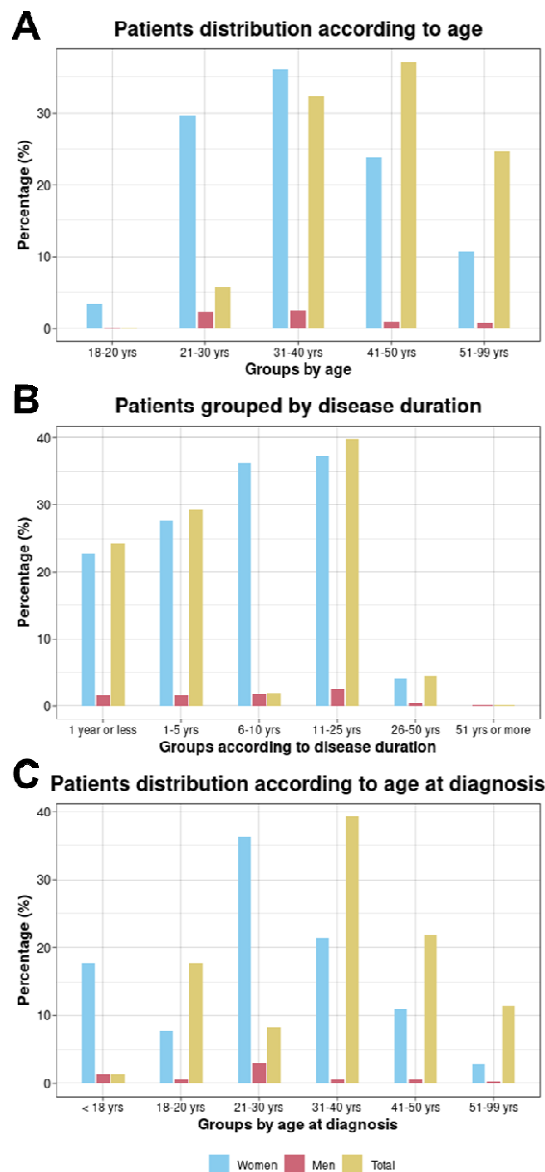 A
Patients distribution according to age
Percentage (%)
30
20
10
0
18-20 yrs 21-30 yrs 31-40 yrs 41-50 yrs 51-99 yrs
Groups by age
B
Patients grouped by disease duration
Percentage (%)
40
30
20
10
0
1 year or less 1-5 yrs 6-10 yrs 11-25 yrs 26-50 yrs 51 yrs or more
Groups according to disease duration
C
Patients distribution according to age at diagnosis
Percentage (%)
40
30
20
10
0
< 18 yrs 18-20 yrs 21-30 yrs 31-40 yrs 41-50 yrs 51-99 yrs
Groups by age at diagnosis
Women Men Total